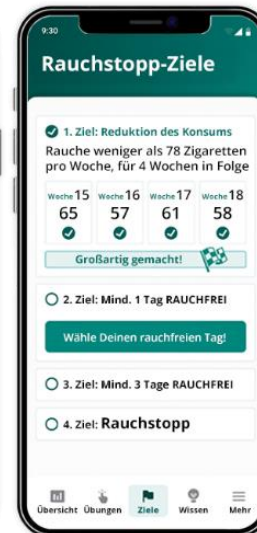 9:30
Rauchstopp-Ziele
1. Ziel: Reduktion des Konsums
Rauche weniger als 78 Zigaretten
pro Woche, für 4 Wochen in Folge
Woche 15 Woche 16 Woche 17 Woche 18
65 57 61 58
Großartig gemacht!
2. Ziel: Mind. 1 Tag RAUCHFREI
Wähle Deinen rauchfreien Tag!
3. Ziel: Mind. 3 Tage RAUCHFREI
4. Ziel: Rauchstopp
Übersicht Übungen Ziele Wissen Mehr